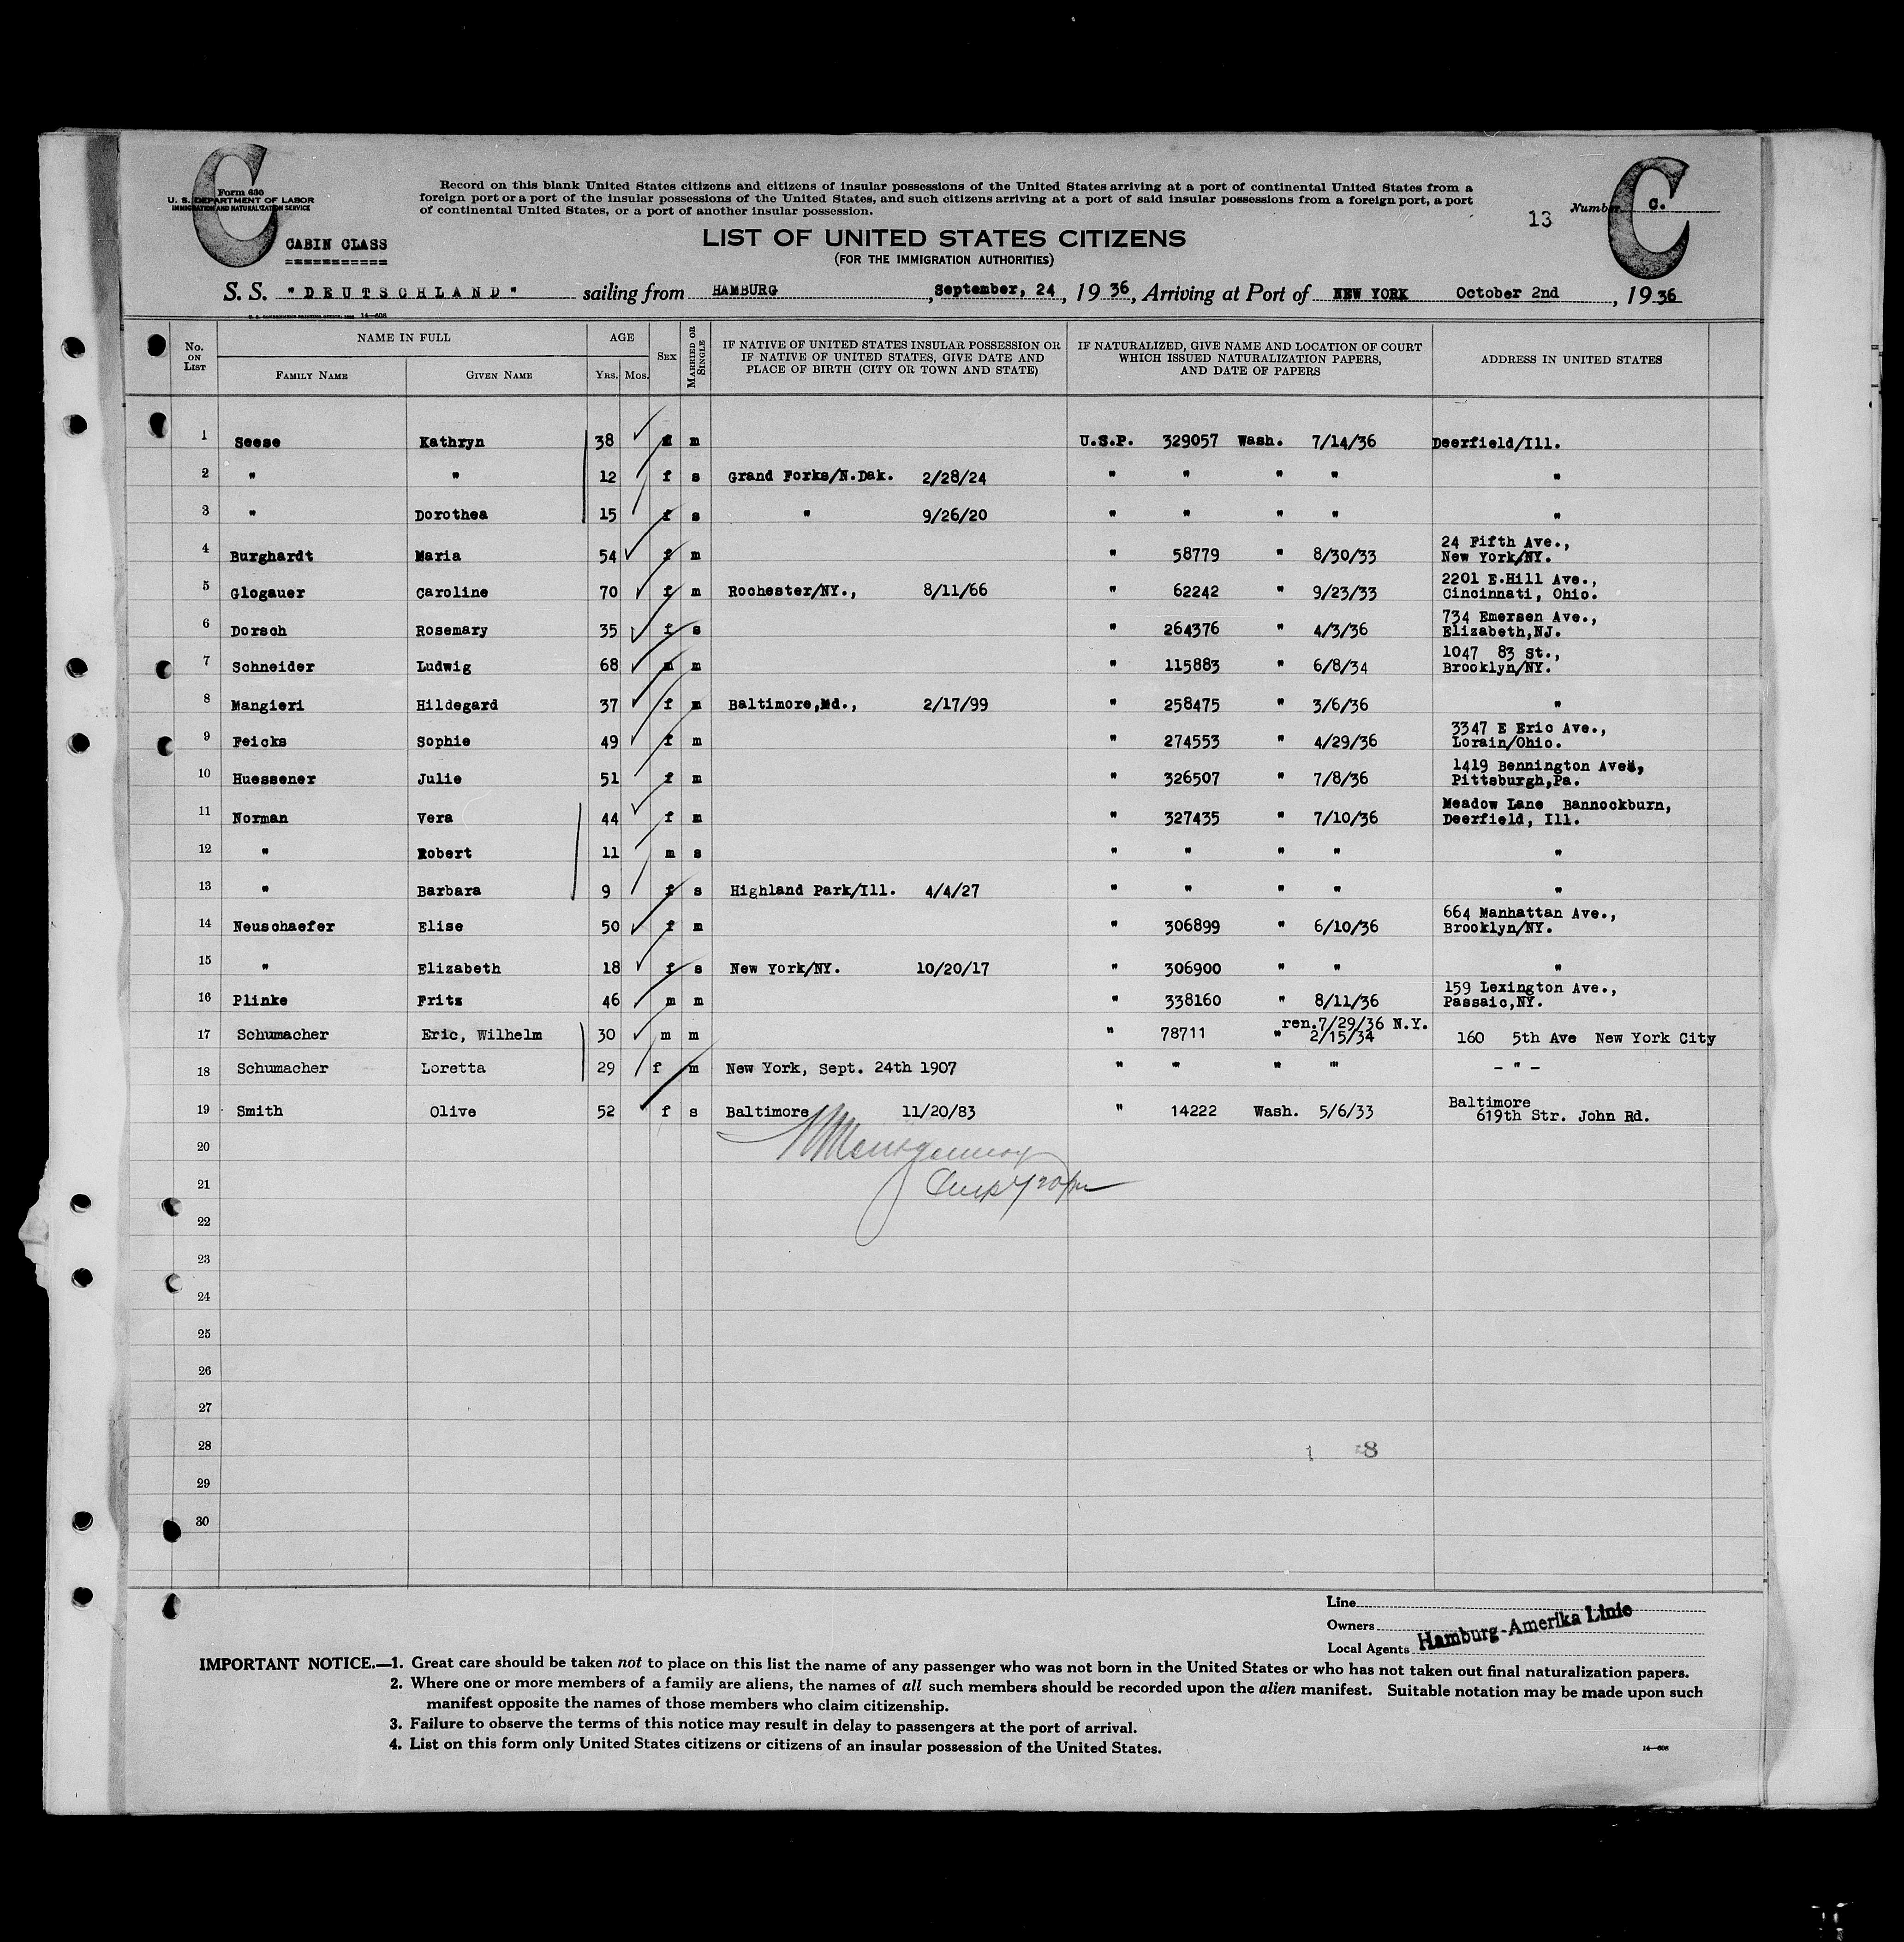 Form 630
U. S. DEPARTMENT OF LABOR
IMMIGRATION AND NATURALIZATION SERVICE
C
CABIN CLASS
===========
Record on this blank United States citizens and citizens of insular possessions of the United States arriving at a port of continental United States from a
foreign port or a port of the insular possessions of the United States, and such citizens arriving at a port of said insular possessions from a foreign port, a port
of continental United States, or a port of another insular possession.
13
Number C.
C
LIST OF UNITED STATES CITIZENS
(FOR THE IMMIGRATION AUTHORITIES)
S. S. "DEUTSCHLAND" sailing from HAMBURG, September, 24, 1936, Arriving at Port of NEW YORK October 2nd, 1936
14—608
No. ON LIST NAME IN FULL FAMILY NAME GIVEN NAME AGE YRS. MOS. SEX MARRIED OR SINGLE IF NATIVE OF UNITED STATES INSULAR POSSESSION OR IF NATIVE OF UNITED STATES, GIVE DATE AND PLACE OF BIRTH (CITY OR TOWN AND STATE) IF NATURALIZED, GIVE NAME AND LOCATION OF COURT WHICH ISSUED NATURALIZATION PAPERS, AND DATE OF PAPERS ADDRESS IN UNITED STATES
1 Seese Kathryn 38 f m U.S.P. 329057 Wash. 7/14/36 Deerfield/Ill.
2 " " 12 f s Grand Forks/N.Dak. 2/28/24 " " " " "
3 " Dorothea 15 f s " 9/26/20 " " " " "
4 Burghardt Maria 54 f m " 58779 " 8/30/33 24 Fifth Ave., New York/NY.
5 Glogauer Caroline 70 f m Rochester/NY., 8/11/66 " 62242 " 9/23/33 2201 E.Hill Ave., Cincinnati, Ohio.
6 Dorsch Rosemary 35 f s " 264376 " 4/3/36 734 Emersen Ave., Elizabeth,NJ.
7 Schneider Ludwig 68 m m " 115883 " 6/8/34 1047 83 St., Brooklyn/NY.
8 Mangieri Hildegard 37 f m Baltimore,Md., 2/17/99 " 258475 " 3/6/36 "
9 Feicks Sophie 49 f m " 274553 " 4/29/36 3347 E Eric Ave., Lorain/Ohio.
10 Huessener Julie 51 f m " 326507 " 7/8/36 1419 Bennington Ave., Pittsburgh,Pa.
11 Norman Vera 44 f m " 327435 " 7/10/36 Meadow Lane Bannockburn, Deerfield, Ill.
12 " Robert 11 m s " " " " "
13 " Barbara 9 f s Highland Park/Ill. 4/4/27 " " " " "
14 Neuschaefer Elise 50 f m " 306899 " 6/10/36 664 Manhattan Ave., Brooklyn/NY.
15 " Elizabeth 18 f s New York/NY. 10/20/17 " 306900 " " "
16 Plinke Fritz 46 m m " 338160 " 8/11/36 159 Lexington Ave., Passaic,NY.
17 Schumacher Eric, Wilhelm 30 m m " 78711 " ren.7/29/36 N.Y. 2/15/34 160 5th Ave New York City
18 Schumacher Loretta 29 f m New York, Sept. 24th 1907 " " " " - " -
19 Smith Olive 52 f s Baltimore 11/20/83 " 14222 Wash. 5/6/33 Baltimore 619th Str. John Rd.
20
Montgomery
21
22
23
24
25
26
27
28
1 8
29
30
Line
Owners
Local Agents Hamburg-Amerika Linie
IMPORTANT NOTICE.—1. Great care should be taken not to place on this list the name of any passenger who was not born in the United States or who has not taken out final naturalization papers.
2. Where one or more members of a family are aliens, the names of all such members should be recorded upon the alien manifest. Suitable notation may be made upon such
manifest opposite the names of those members who claim citizenship.
3. Failure to observe the terms of this notice may result in delay to passengers at the port of arrival.
4. List on this form only United States citizens or citizens of an insular possession of the United States.
14—608